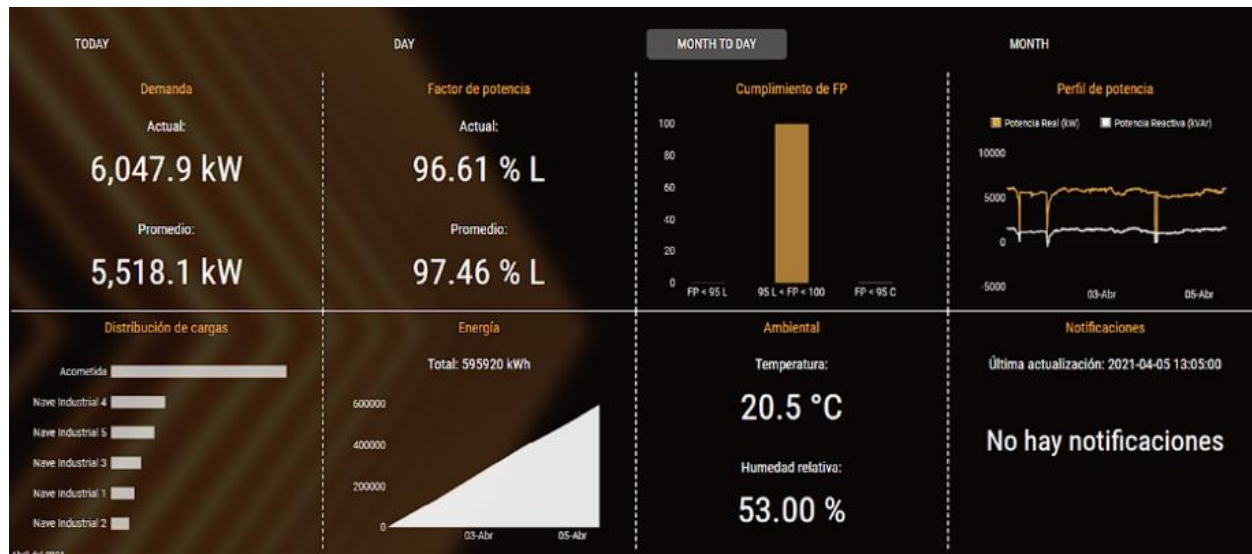 TODAY
DAY
MONTH TO DAY
MONTH
Demanda
Actual:
6,047.9 kW
Promedio:
5,518.1 kW
Factor de potencia
Actual:
96.61 % L
Promedio:
97.46 % L
Cumplimiento de FP
100
80
60
40
20
0
FP < 95 L
95 L < FP < 100
FP < 95 C
Perfil de potencia
Potencia Real (kW)
Potencia Reactiva (kVAr)
10000
5000
0
-5000
03-Abr
05-Abr
Distribución de cargas
Acometida
Nave Industrial 4
Nave Industrial 5
Nave Industrial 3
Nave Industrial 1
Nave Industrial 2
Energía
Total: 595920 kWh
600000
400000
200000
0
03-Abr
05-Abr
Ambiental
Temperatura:
20.5 °C
Humedad relativa:
53.00 %
Notificaciones
Última actualización: 2021-04-05 13:05:00
No hay notificaciones